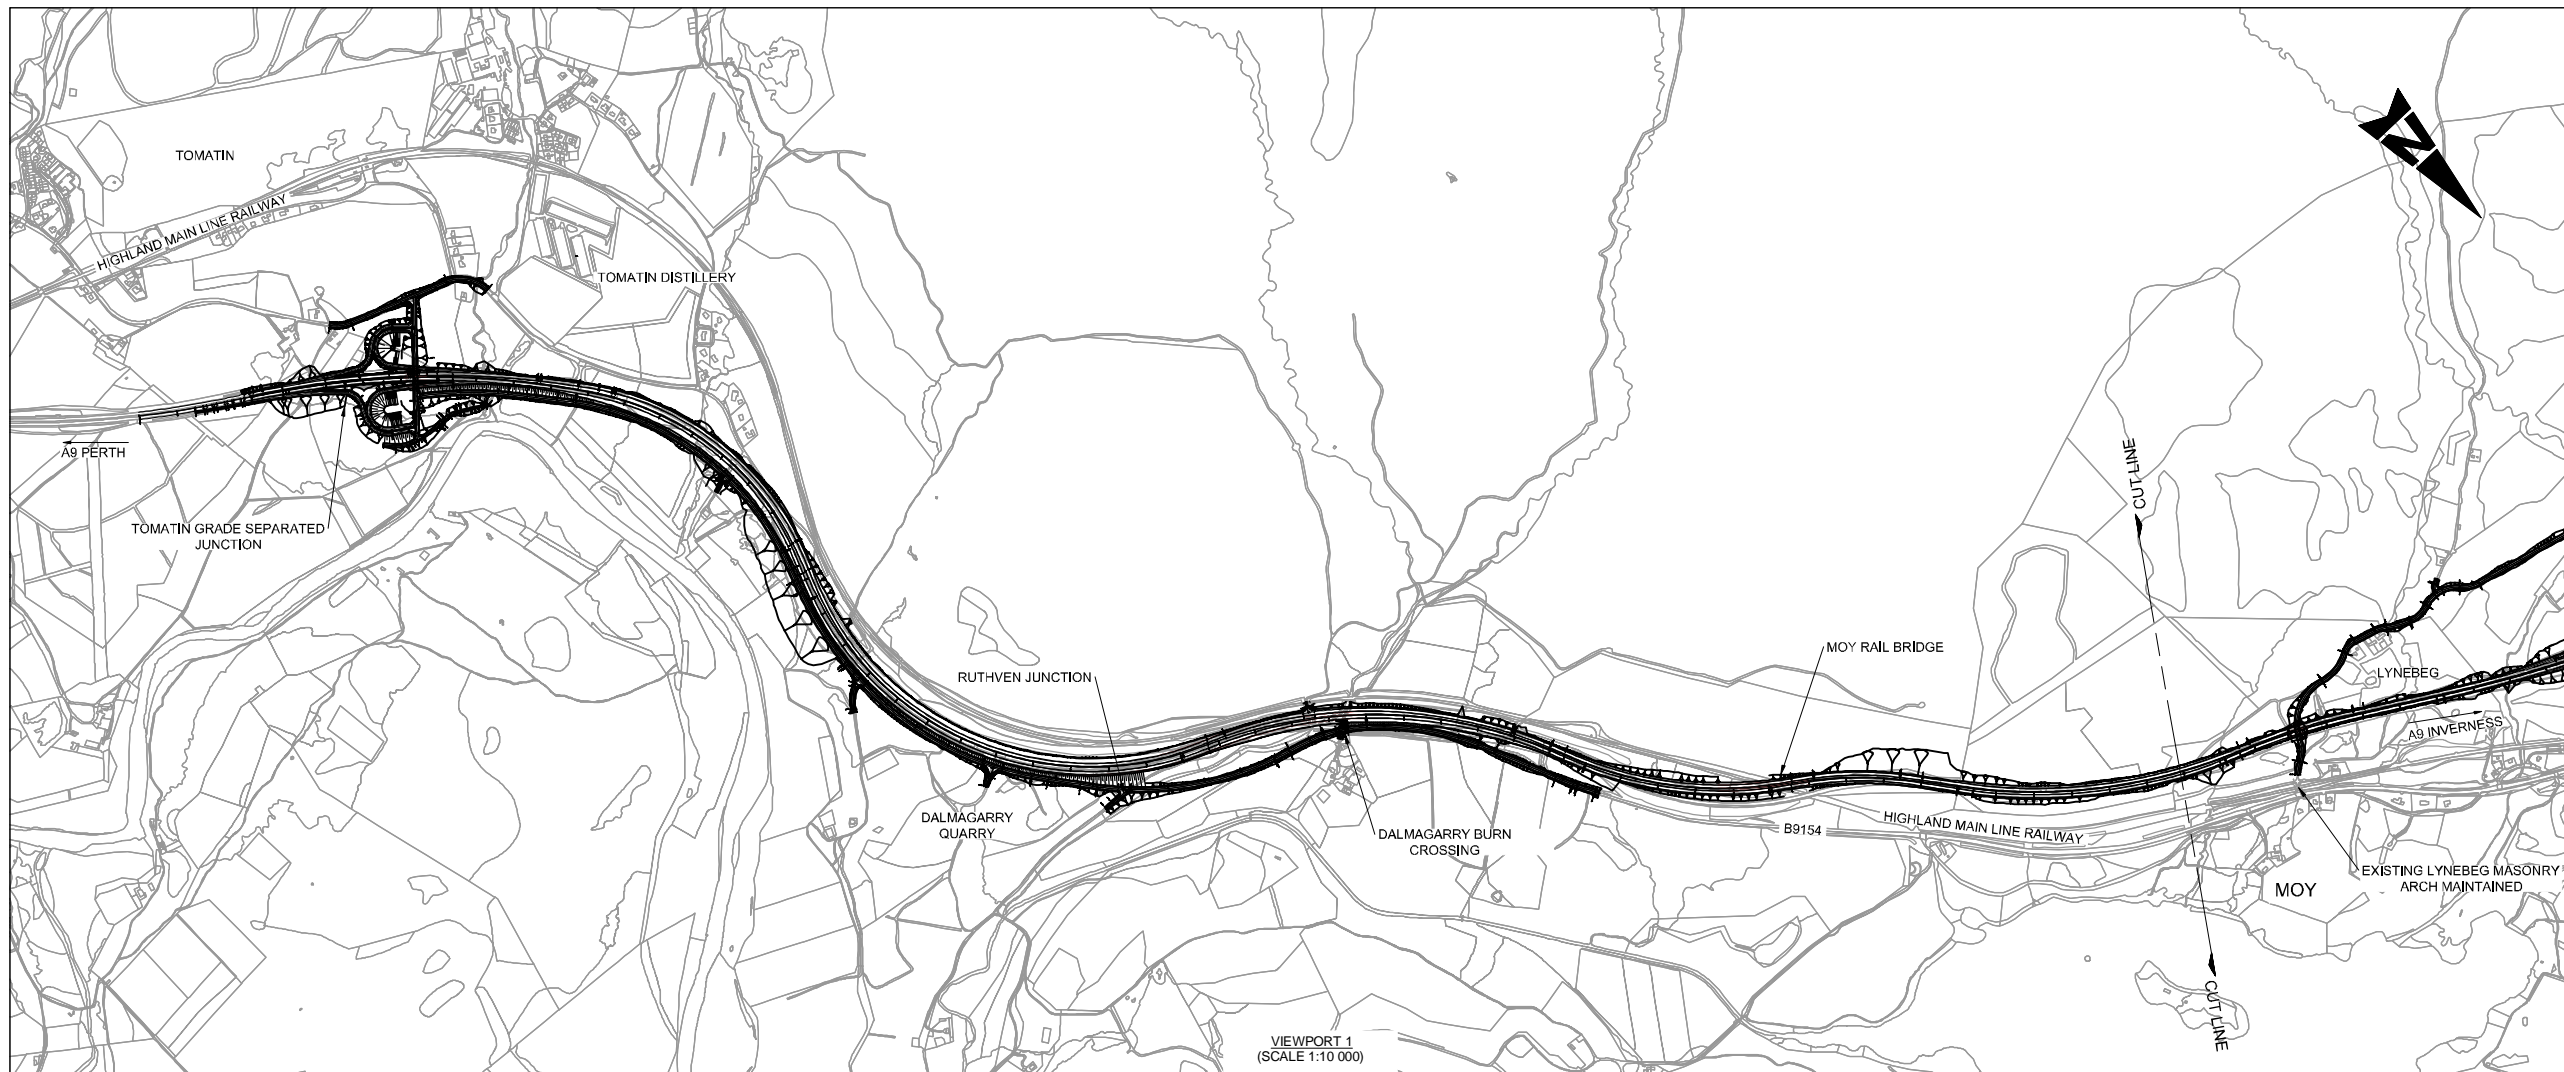 TOMATIN
HIGHLAND MAIN LINE RAILWAY
TOMATIN DISTILLERY
A9 PERTH
TOMATIN GRADE SEPARATED
JUNCTION
RUTHVEN JUNCTION
DALMAGARRY
QUARRY
DALMAGARRY BURN
CROSSING
MOY RAIL BRIDGE
B9154
HIGHLAND MAIN LINE RAILWAY
CUT LINE
CUT LINE
N
LYNEBEG
A9 INVERNESS
EXISTING LYNEBEG MASONRY
ARCH MAINTAINED
MOY
VIEWPORT 1
(SCALE 1:10 000)